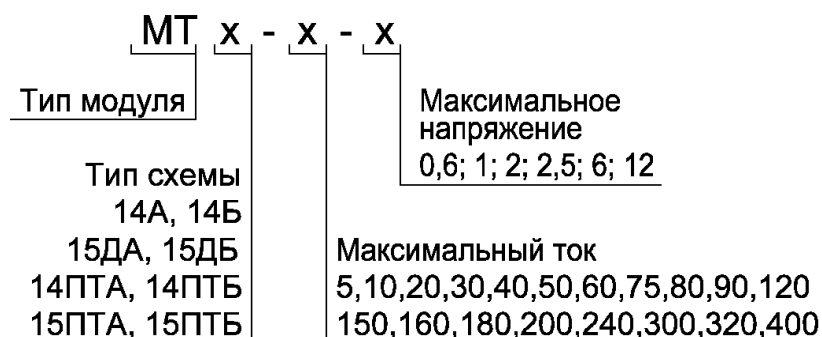 МТ х - х - х
Тип модуля
Максимальное
напряжение
0,6; 1; 2; 2,5; 6; 12
Тип схемы
14А, 14Б
15ДА, 15ДБ
14ПТА, 14ПТБ
15ПТА, 15ПТБ
Максимальный ток
5,10,20,30,40,50,60,75,80,90,120
150,160,180,200,240,300,320,400